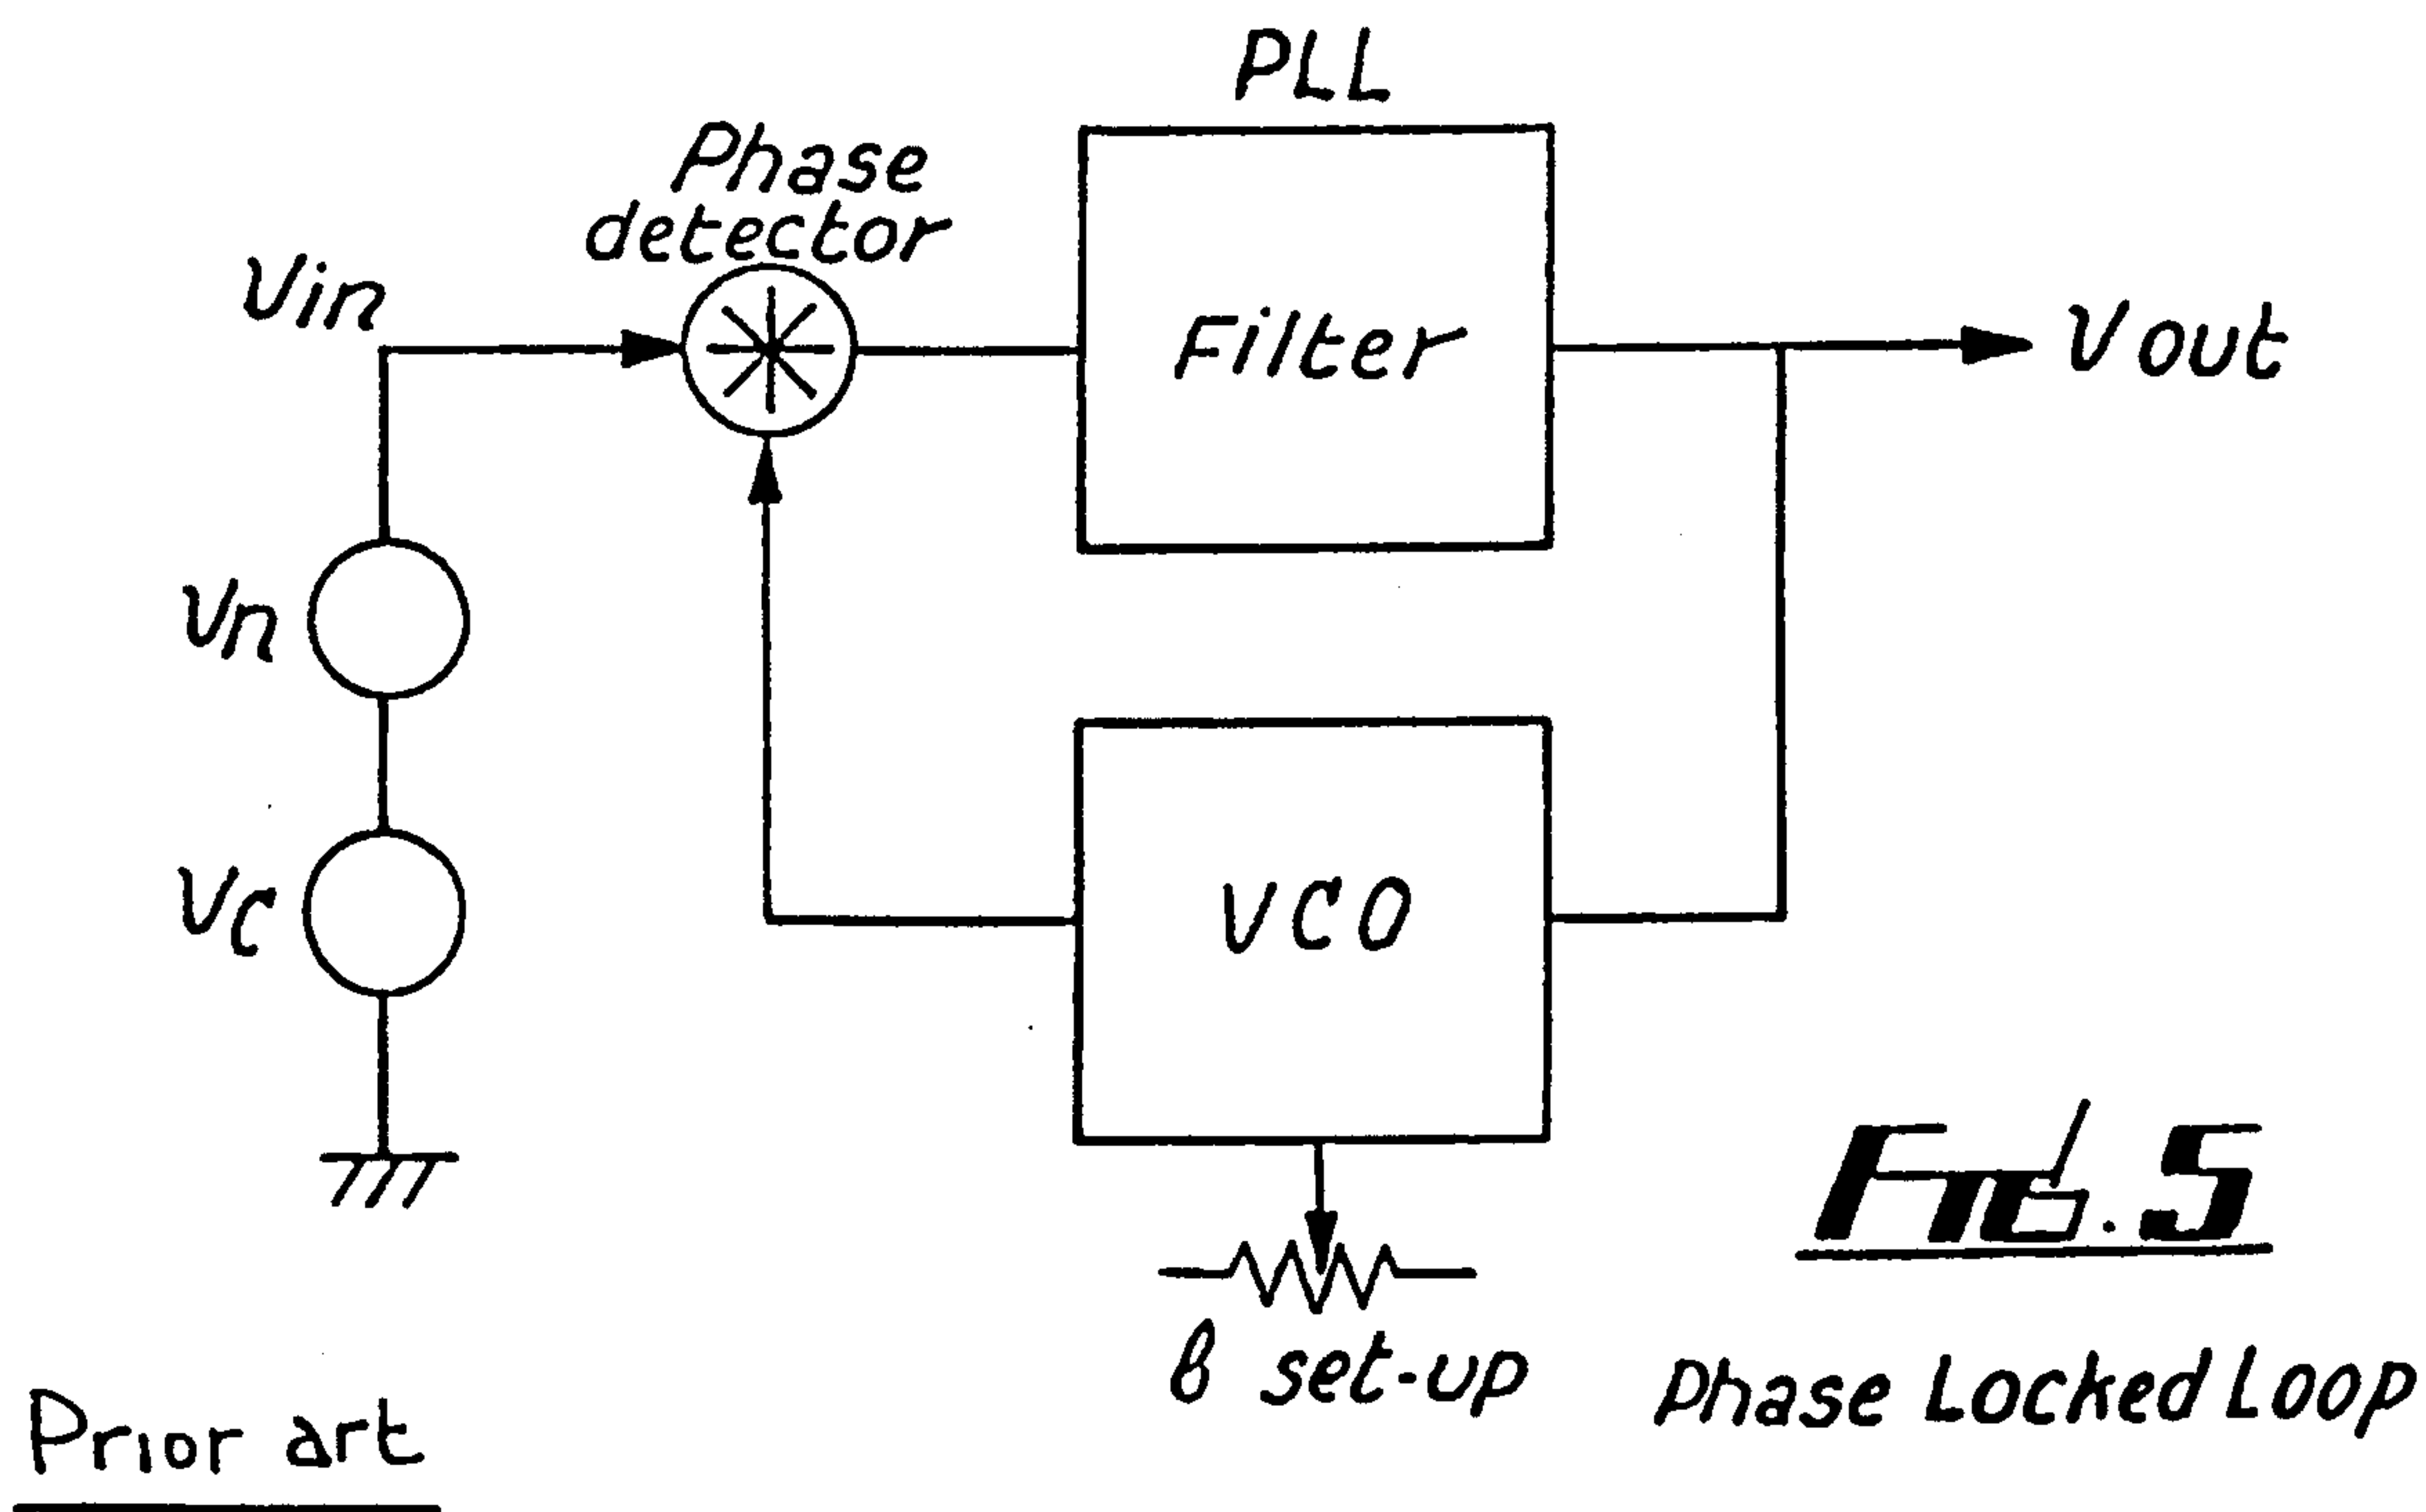 PLL
Phase
detector
Vin
Filter
Vout
Vn
Vc
VCO
FIG. 5
β set-up
Phase Locked Loop
Prior art